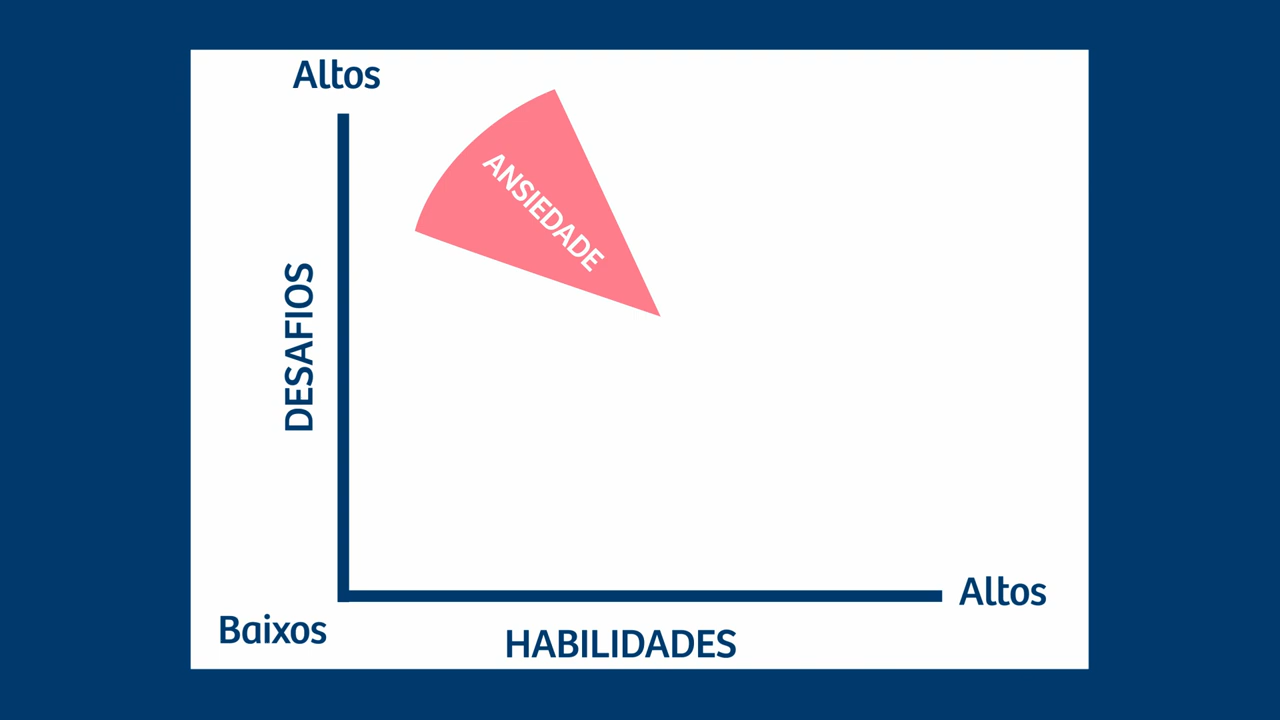 Altos
ANSIEDADE
DESAFIOS
Altos
Baixos
HABILIDADES